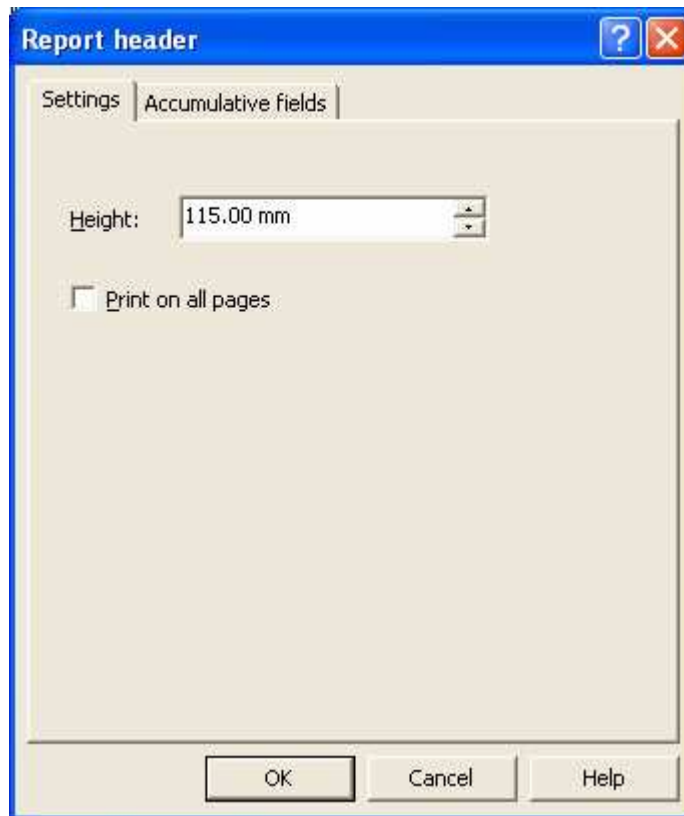 Report header
Settings Accumulative fields
Height: 115.00 mm
Print on all pages
OK Cancel Help